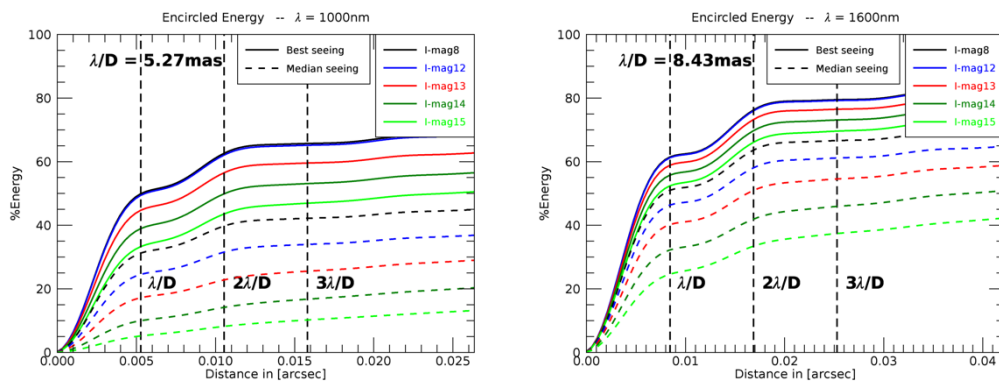 Encircled Energy -- λ = 1000nm
100
80
60
40
20
0
%Energy
λ/D = 5.27mas
Best seeing
Median seeing
I-mag8
I-mag12
I-mag13
I-mag14
I-mag15
λ/D
2λ/D
3λ/D
0.000 0.005 0.010 0.015 0.020 0.025
Distance in [arcsec]
Encircled Energy -- λ = 1600nm
100
80
60
40
20
0
%Energy
λ/D = 8.43mas
Best seeing
Median seeing
I-mag8
I-mag12
I-mag13
I-mag14
I-mag15
λ/D
2λ/D
3λ/D
0.00 0.01 0.02 0.03 0.04
Distance in [arcsec]